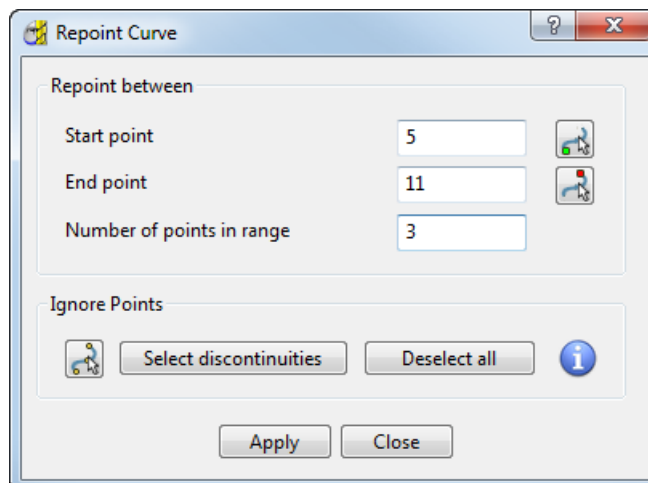 Repoint Curve
Repoint between
Start point 5
End point 11
Number of points in range 3
Ignore Points
Select discontinuities Deselect all
Apply Close